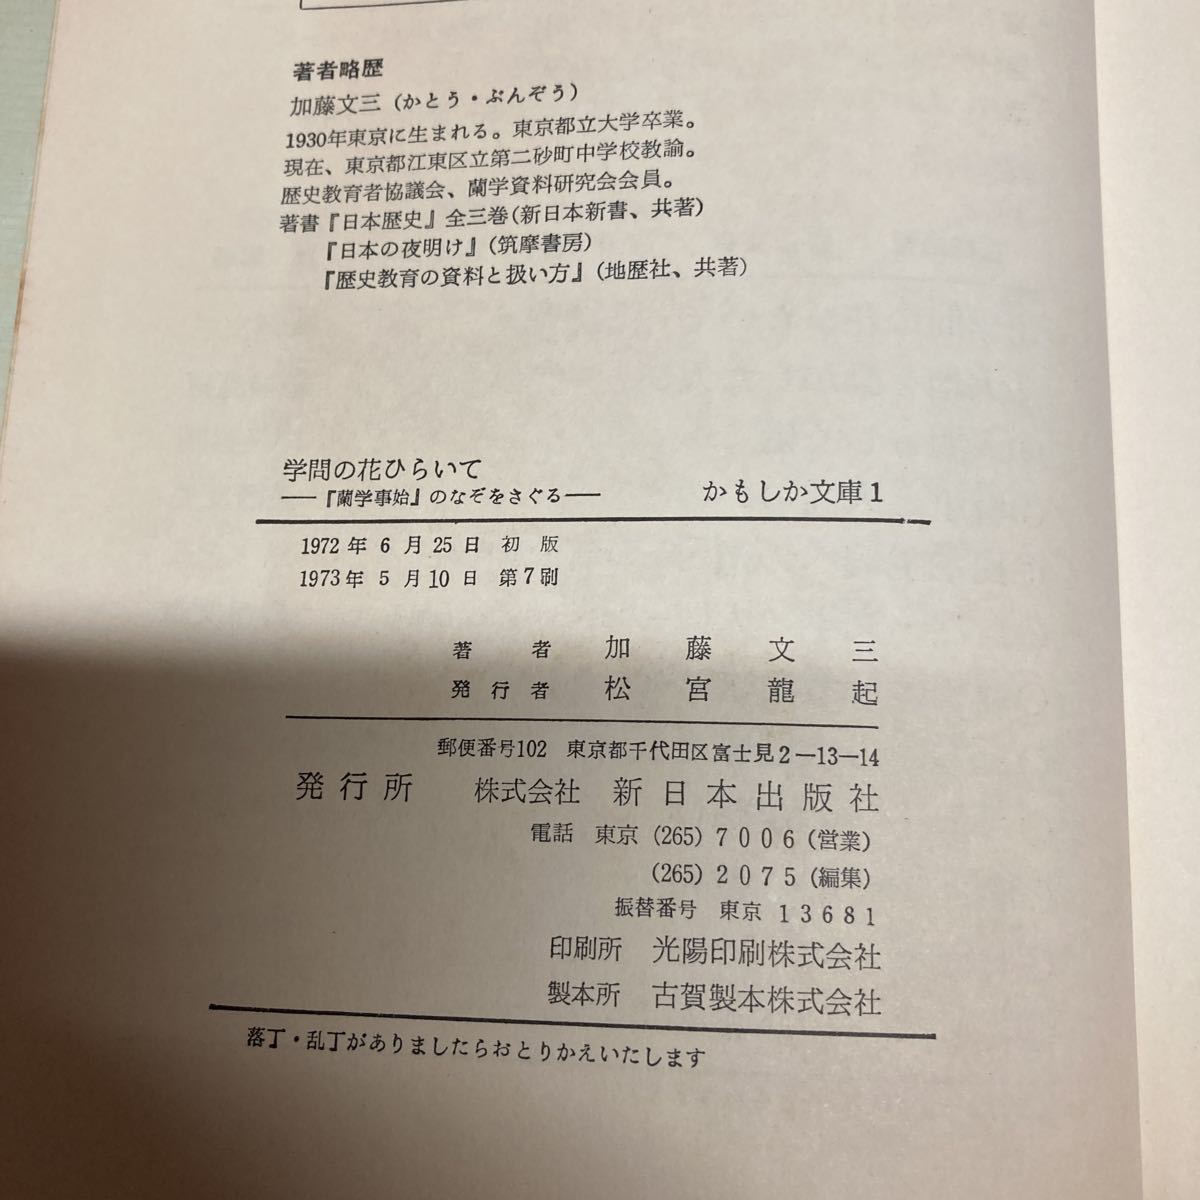 著者略歴
加藤文三（かとう・ぶんぞう）
1930年東京に生まれる。東京都立大学卒業。
現在、東京都江東区立第二砂町中学校教諭。
歴史教育者協議会、蘭学資料研究会会員。
著書『日本歴史』全三巻（新日本新書、共著）
『日本の夜明け』（筑摩書房）
『歴史教育の資料と扱い方』（地歴社、共著）
学問の花ひらいて
——『蘭学事始』のなぞをさぐる——
かもしか文庫1
1972年6月25日 初版
1973年5月10日 第7刷
著者 加藤文三
発行者 松宮龍起
郵便番号102 東京都千代田区富士見2—13—14
発行所 株式会社 新日本出版社
電話 東京（265）7006（営業）
（265）2075（編集）
振替番号 東京 13681
印刷所 光陽印刷株式会社
製本所 古賀製本株式会社
落丁・乱丁がありましたらおとりかえいたします